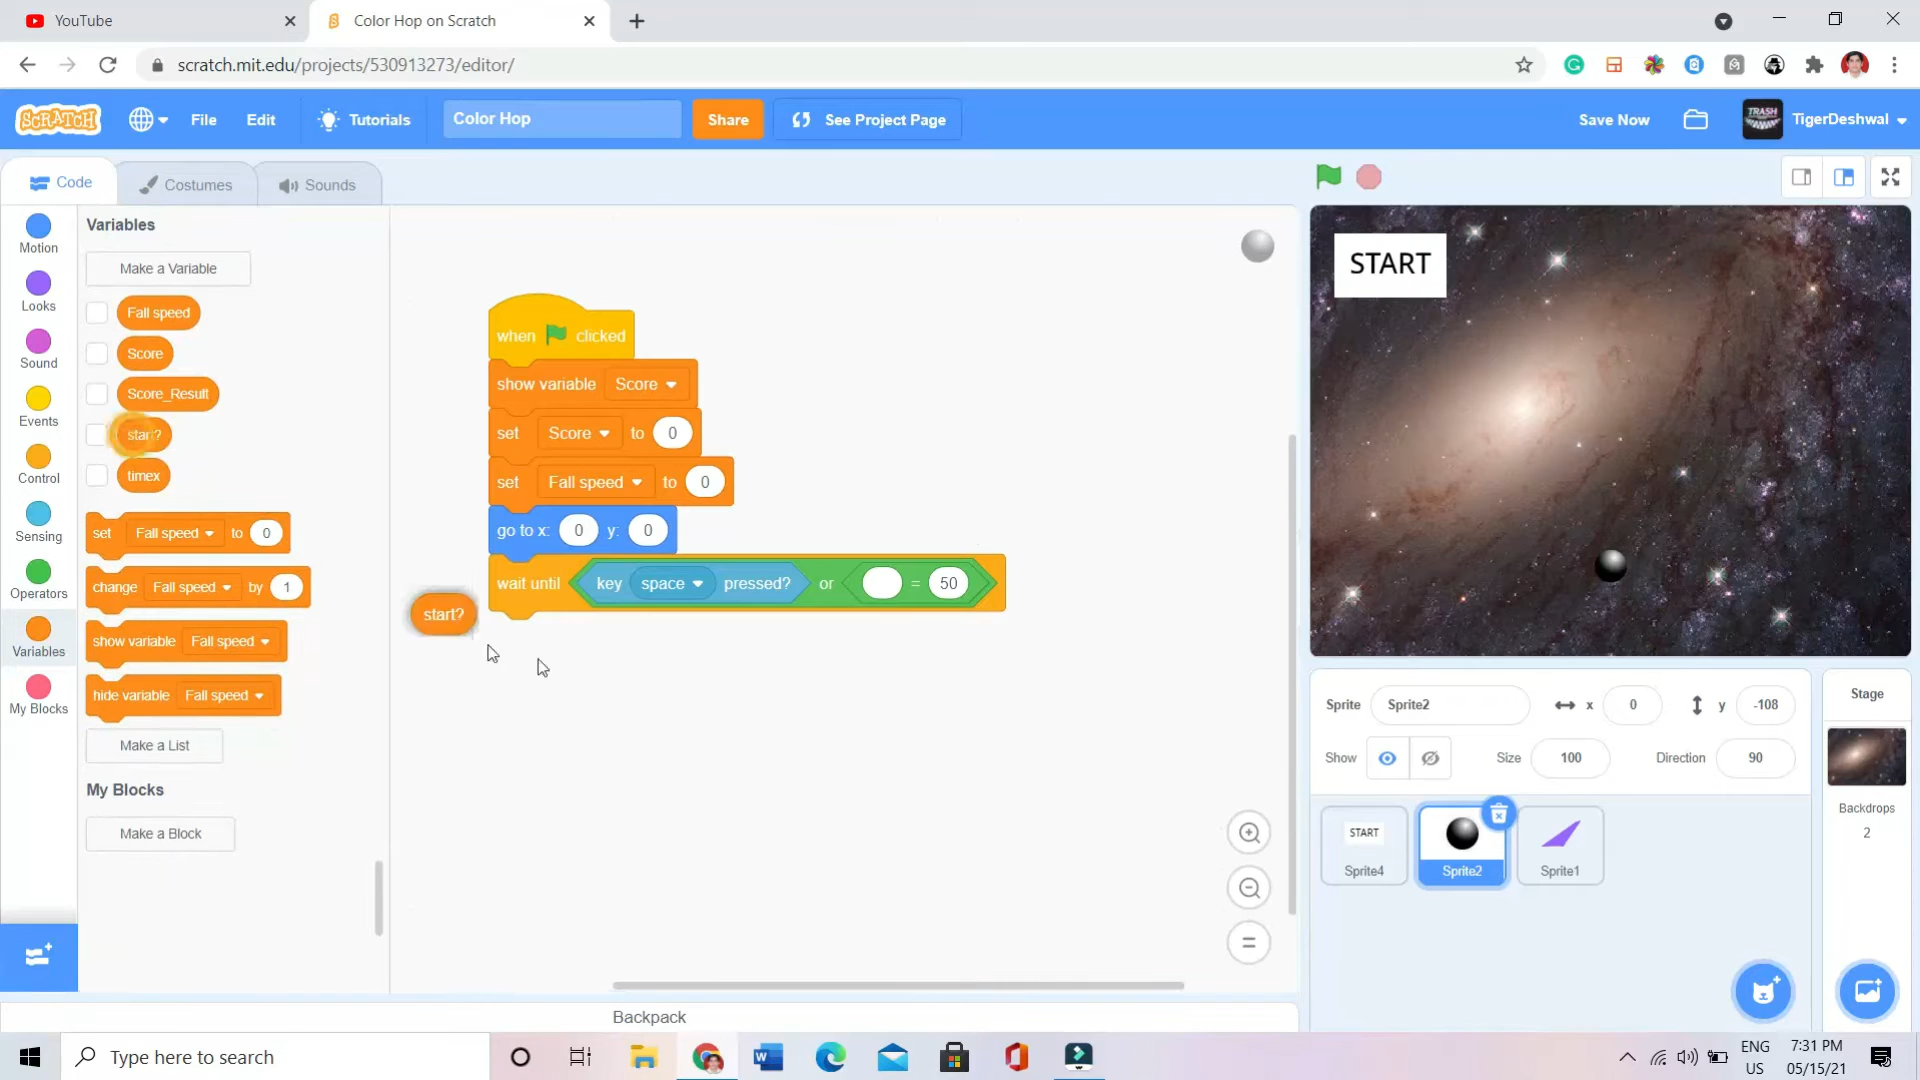 YouTube
Color Hop on Scratch
scratch.mit.edu/projects/530913273/editor/
SCRATCH
File
Edit
Tutorials
Color Hop
Share
See Project Page
Save Now
TRASH
TigerDeshwal
Code
Costumes
Sounds
Motion
Looks
Sound
Events
Control
Sensing
Operators
Variables
My Blocks
Variables
Make a Variable
Fall speed
Score
Score_Result
start?
timex
set Fall speed to 0
change Fall speed by 1
show variable Fall speed
hide variable Fall speed
Make a List
My Blocks
Make a Block
when clicked
show variable Score
set Score to 0
set Fall speed to 0
go to x: 0 y: 0
wait until key space pressed? or = 50
start?
START
Sprite Sprite2 x 0 y -108
Show Size 100 Direction 90
START
Sprite4
Sprite2
Sprite1
Stage
Backdrops
2
Backpack
Type here to search
ENG
US
7:31 PM
05/15/21